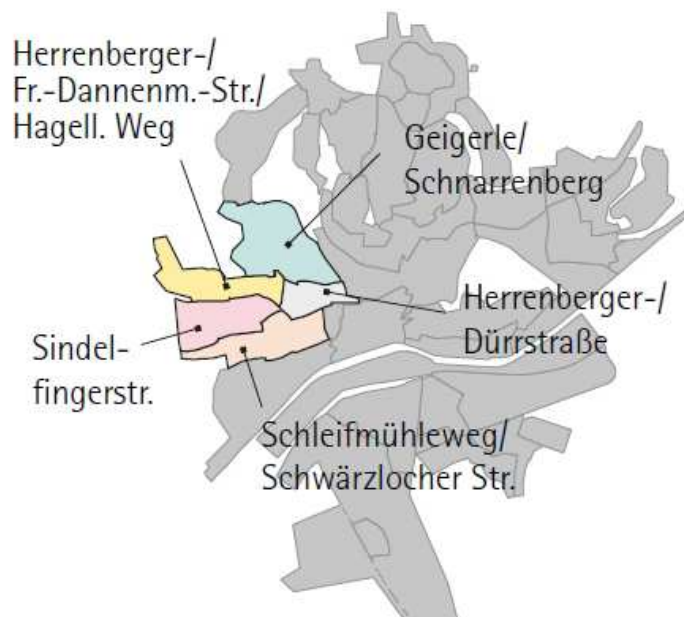 Herrenberger-/
Fr.-Dannenm.-Str./
Hagell. Weg
Geigerle/
Schnarrenberg
Herrenberger-/
Dürrstraße
Sindel-
fingerstr.
Schleifmühleweg/
Schwärzlocher Str.